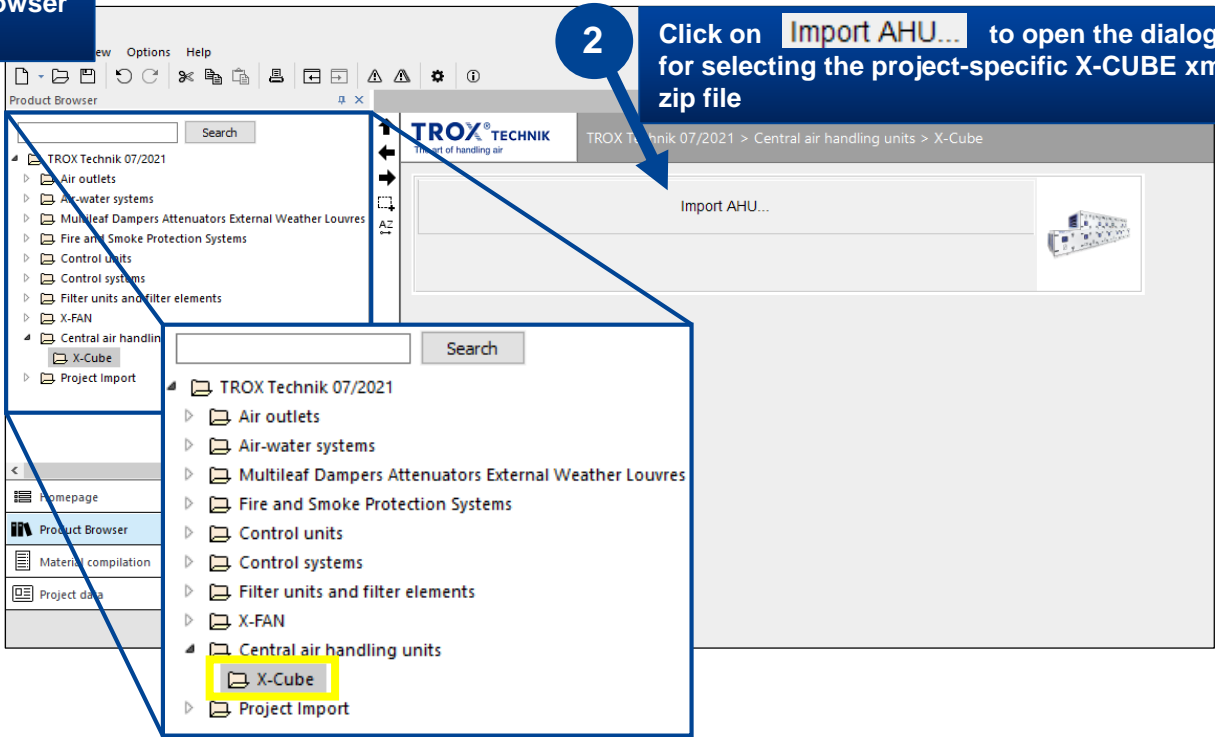 owser
2
Click on Import AHU... to open the dialog
for selecting the project-specific X-CUBE xm
zip file
ew Options Help
Product Browser
Search
TROX Technik 07/2021
Air outlets
Air-water systems
Multileaf Dampers Attenuators External Weather Louvres
Fire and Smoke Protection Systems
Control units
Control systems
Filter units and filter elements
X-FAN
Central air handlin
X-Cube
Project Import
Homepage
Product Browser
Material compilation
Project data
TROX® TECHNIK
The art of handling air
TROX Technik 07/2021 > Central air handling units > X-Cube
AZ
Import AHU...
Search
TROX Technik 07/2021
Air outlets
Air-water systems
Multileaf Dampers Attenuators External Weather Louvres
Fire and Smoke Protection Systems
Control units
Control systems
Filter units and filter elements
X-FAN
Central air handling units
X-Cube
Project Import